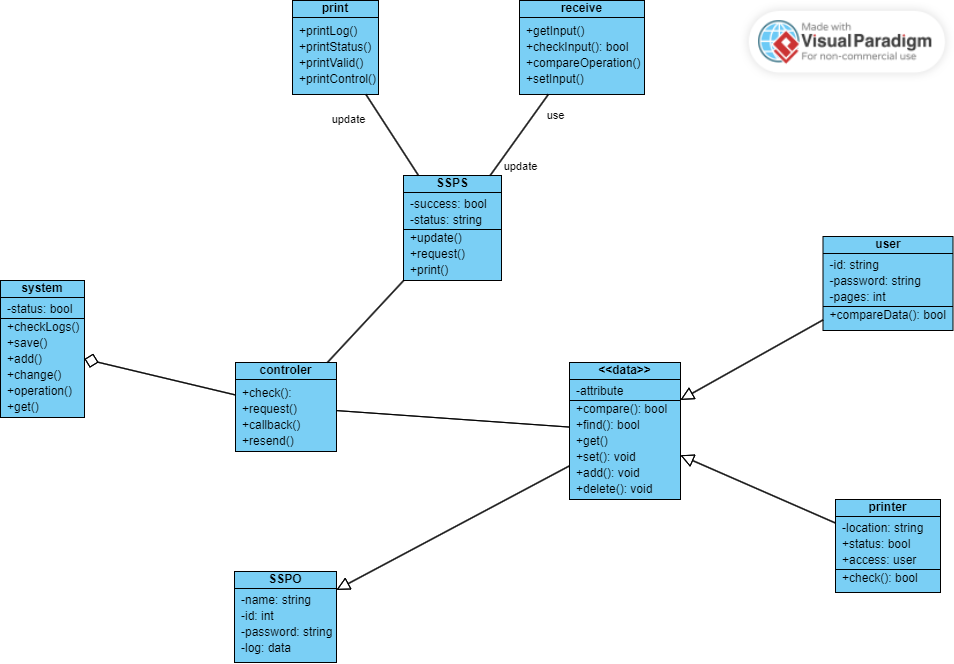 print
+printLog()
+printStatus()
+printValid()
+printControl()
receive
+getInput()
+checkInput(): bool
+compareOperation()
+setInput()
Made with
VisualParadigm
For non-commercial use
update
use
update
SSPS
-success: bool
-status: string
+update()
+request()
+print()
user
-id: string
-password: string
-pages: int
+compareData(): bool
system
-status: bool
+checkLogs()
+save()
+add()
+change()
+operation()
+get()
controler
+check():
+request()
+callback()
+resend()
<<data>>
-attribute
+compare(): bool
+find(): bool
+get()
+set(): void
+add(): void
+delete(): void
printer
-location: string
+status: bool
+access: user
+check(): bool
SSPO
-name: string
-id: int
-password: string
-log: data